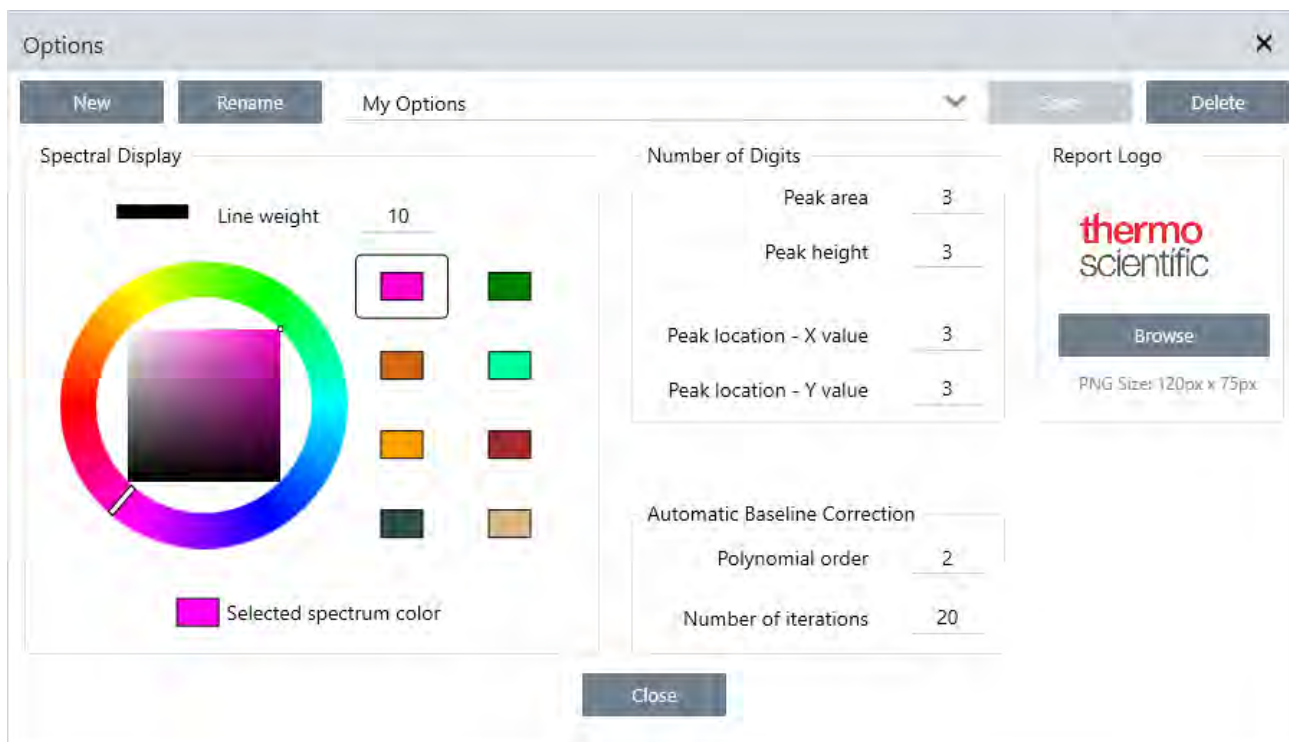 Options
New Rename My Options Save Delete
Spectral Display
Line weight 10
Selected spectrum color
Number of Digits
Peak area 3
Peak height 3
Peak location - X value 3
Peak location - Y value 3
Automatic Baseline Correction
Polynomial order 2
Number of iterations 20
Report Logo
thermo
scientific
Browse
PNG Size: 120px x 75px
Close